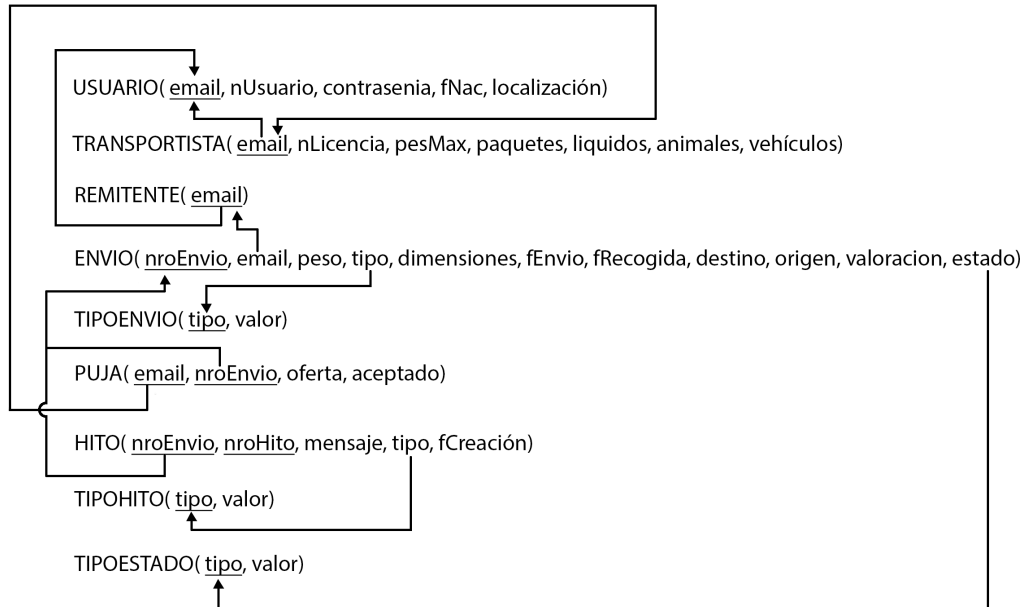 USUARIO( email, nUsuario, contrasenia, fNac, localización)
TRANSPORTISTA( email, nLicencia, pesMax, paquetes, liquidos, animales, vehículos)
REMITENTE( email)
ENVIO( nroEnvio, email, peso, tipo, dimensiones, fEnvio, fRecogida, destino, origen, valoracion, estado)
TIPOENVIO( tipo, valor)
PUJA( email, nroEnvio, oferta, aceptado)
HITO( nroEnvio, nroHito, mensaje, tipo, fCreación)
TIPOHITO( tipo, valor)
TIPOESTADO( tipo, valor)